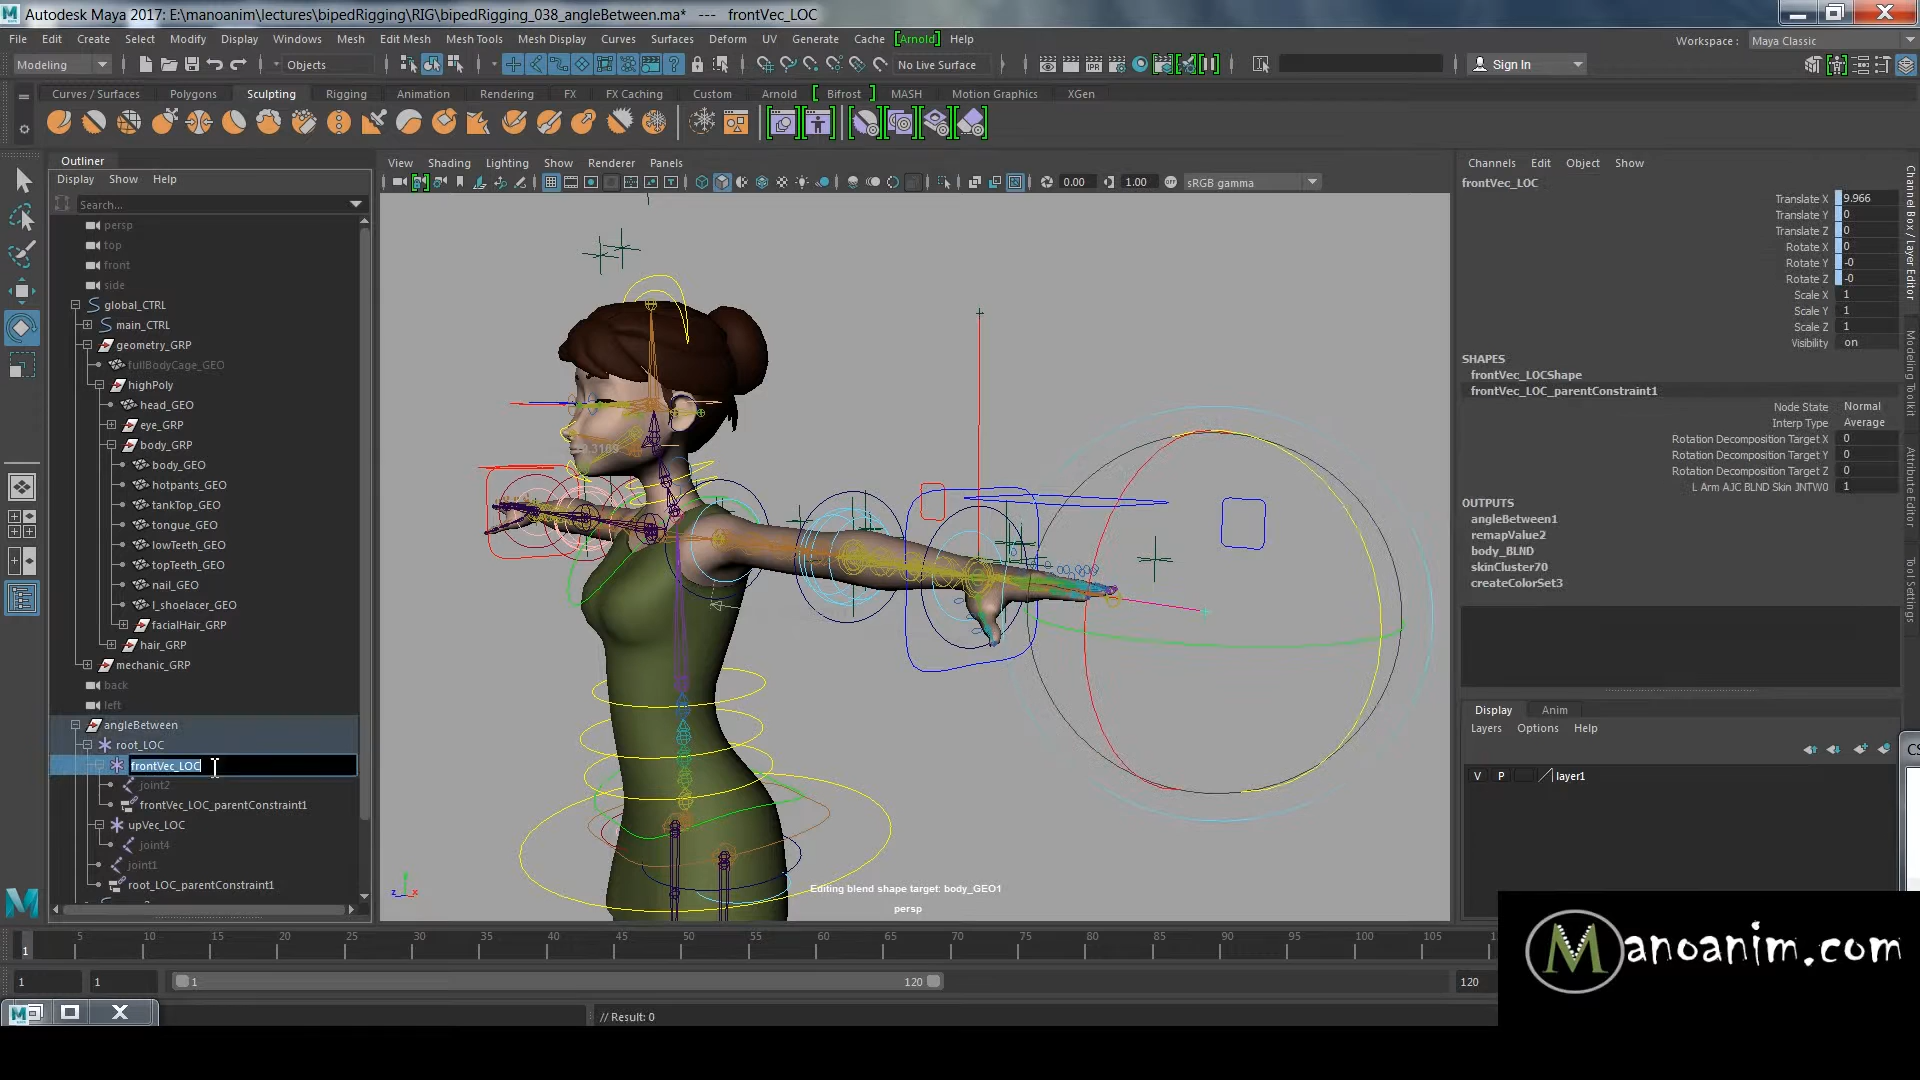 Autodesk Maya 2017: E:\manoanim\lectures\bipedRigging\RIG\bipedRigging_038_angleBetween.ma* --- frontVec_LOC
File Edit Create Select Modify Display Windows Mesh Edit Mesh Mesh Tools Mesh Display Curves Surfaces Deform UV Generate Cache [Arnold] Help
Workspace : Maya Classic
Modeling Objects No Live Surface Sign In
Curves / Surfaces Polygons Sculpting Rigging Animation Rendering FX FX Caching Custom Arnold Bifrost MASH Motion Graphics XGen
Outliner
Display Show Help
Search...
persp
top
front
side
global_CTRL
main_CTRL
geometry_GRP
fullBodyCage_GEO
highPoly
head_GEO
eye_GRP
body_GRP
body_GEO
hotpants_GEO
tankTop_GEO
tongue_GEO
lowTeeth_GEO
topTeeth_GEO
nail_GEO
l_shoelacer_GEO
facialHair_GRP
hair_GRP
mechanic_GRP
back
left
angleBetween
root_LOC
frontVec_LOC
joint2
frontVec_LOC_parentConstraint1
upVec_LOC
joint4
joint1
root_LOC_parentConstraint1
View Shading Lighting Show Renderer Panels
0.00 1.00 sRGB gamma
Editing blend shape target: body_GEO1
persp
Channels Edit Object Show
frontVec_LOC
Translate X 9.966
Translate Y 0
Translate Z 0
Rotate X 0
Rotate Y -0
Rotate Z -0
Scale X 1
Scale Y 1
Scale Z 1
Visibility on
SHAPES
frontVec_LOCShape
frontVec_LOC_parentConstraint1
Node State Normal
Interp Type Average
Rotation Decomposition Target X 0
Rotation Decomposition Target Y 0
Rotation Decomposition Target Z 0
L Arm AJC BLND Skin JNTW0 1
OUTPUTS
angleBetween1
remapValue2
body_BLND
skinCluster70
createColorSet3
Display Anim
Layers Options Help
V P layer1
Channel Box / Layer Editor
Modeling Toolkit
Attribute Editor
Tool Settings
1 5 10 15 20 25 30 35 40 45 50 55 60 65 70 75 80 85 90 95 100 105
1 1 1 120 120
// Result: 0
Manoanim.com